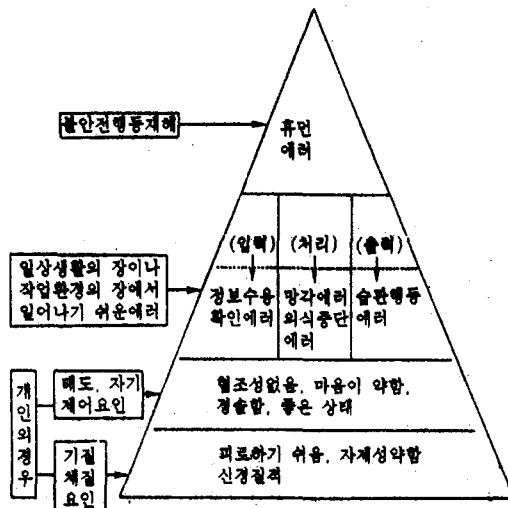 불안전행동재해
휴먼
에러
(입력) (처리) (출력)
일상생활의 장이나
작업환경의 장에서
일어나기 쉬운에러
정보수용
확인에러
망각에러
의식중단
에러
습관행동
에러
개인의경우
태도, 자기
제어요인
협조성없음, 마음이 약함,
경솔함, 좋은 상태
기질
체질
요인
피로하기 쉬움, 자제성약함
신경질적